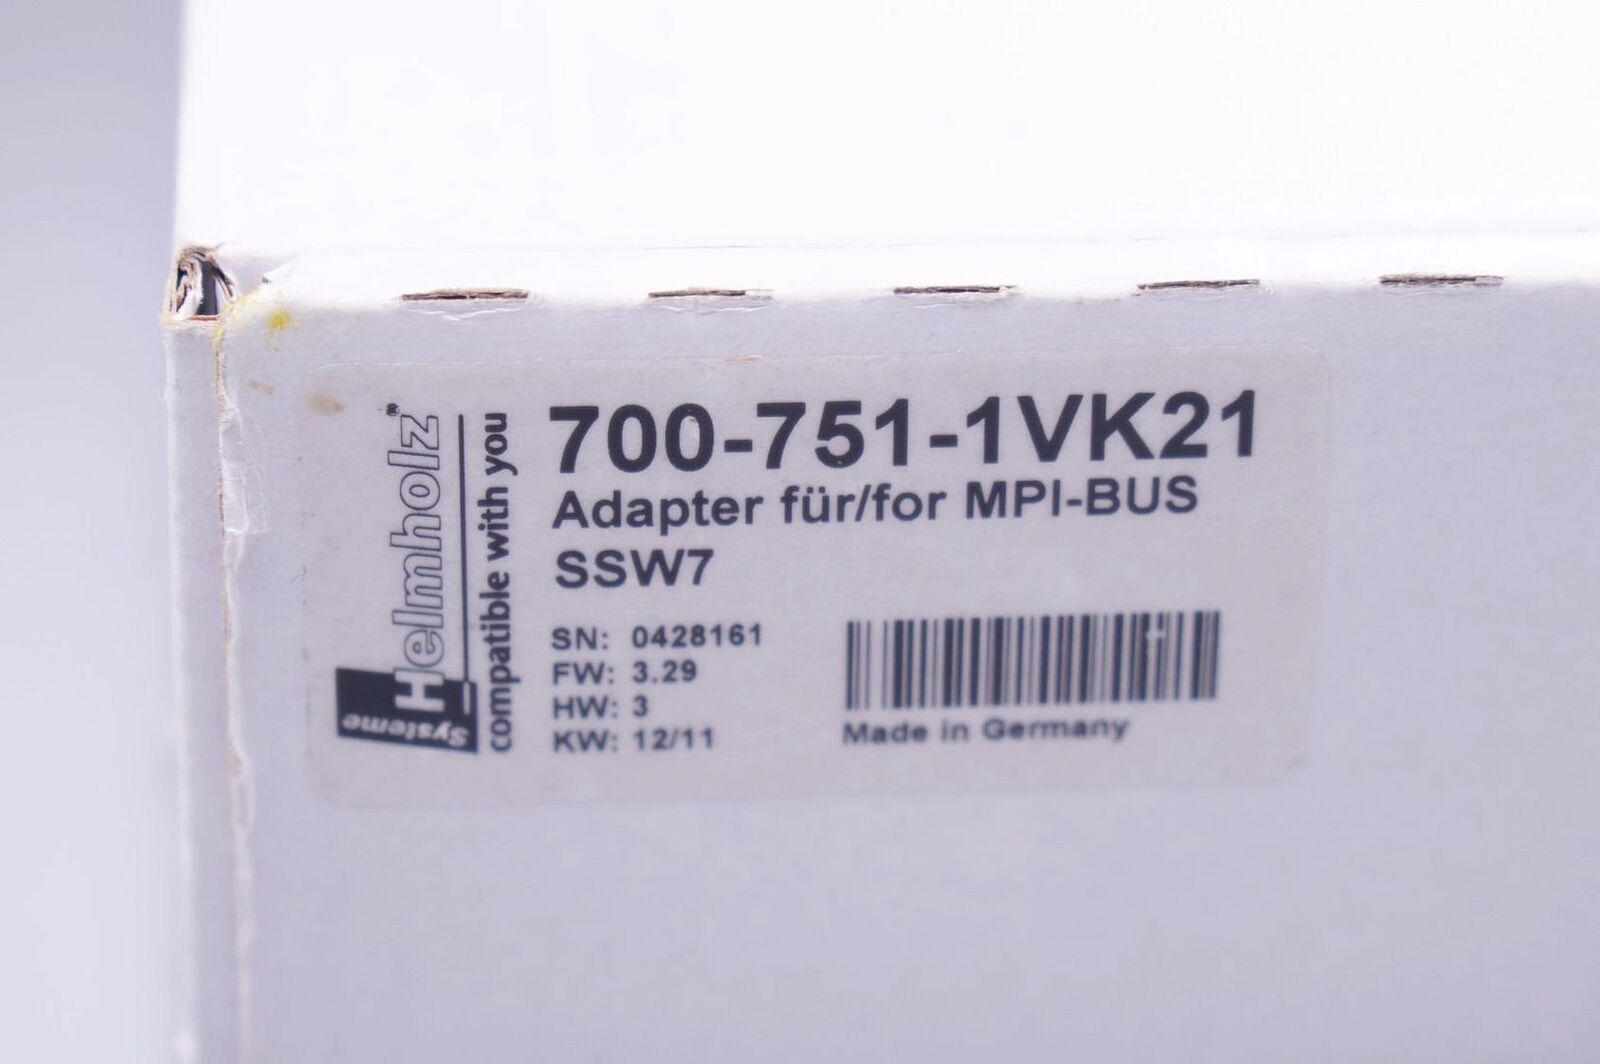 Systeme
Helmholz®
compatible with you
700-751-1VK21
Adapter für/for MPI-BUS
SSW7
SN: 0428161
FW: 3.29
HW: 3
KW: 12/11
Made in Germany